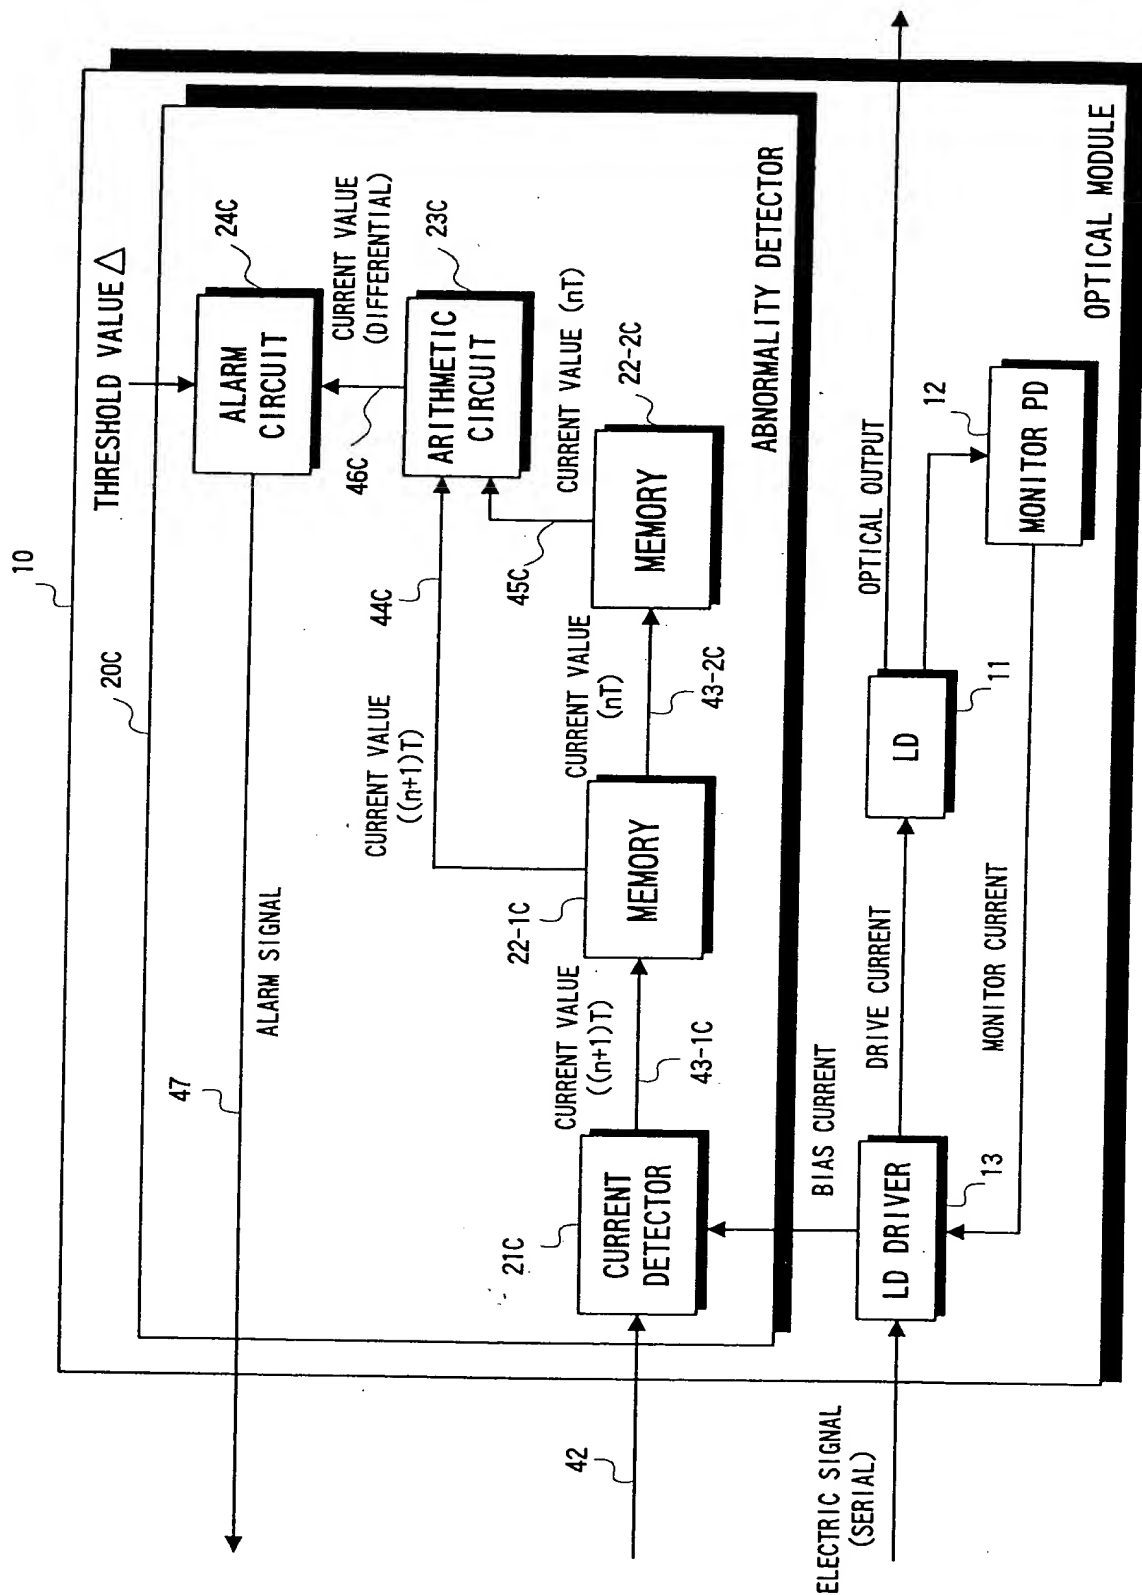 10
THRESHOLD VALUE △
20C
24C
ALARM
CIRCUIT
CURRENT VALUE
(DIFFERENTIAL)
46C
23C
ARITHMETIC
CIRCUIT
47
ALARM SIGNAL
CURRENT VALUE
((n+1)T)
44C
45C
CURRENT VALUE (nT)
21C
CURRENT
DETECTOR
42
CURRENT VALUE
((n+1)T)
43-1C
22-1C
MEMORY
CURRENT VALUE
(nT)
43-2C
22-2C
MEMORY
ABNORMALITY DETECTOR
BIAS CURRENT
ELECTRIC SIGNAL
(SERIAL)
LD DRIVER
13
DRIVE CURRENT
LD
11
OPTICAL OUTPUT
12
MONITOR PD
MONITOR CURRENT
OPTICAL MODULE